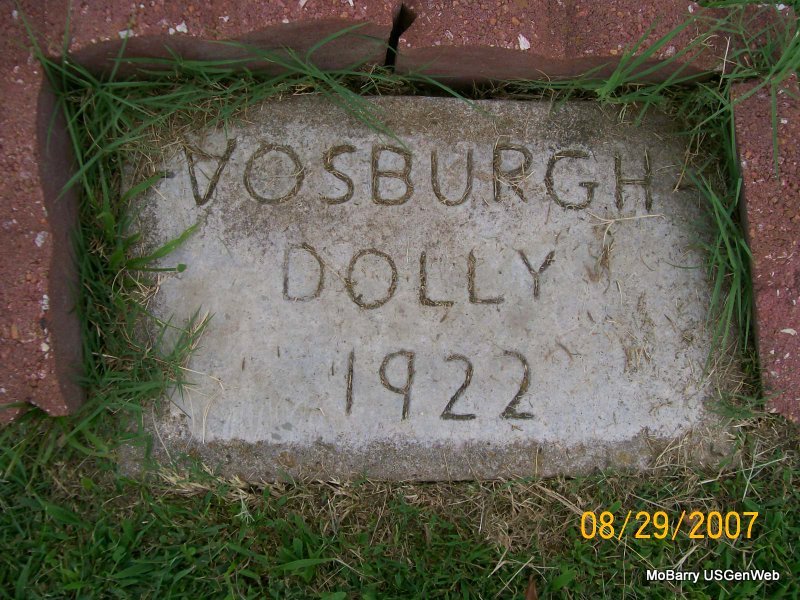 VOSBURGH
DOLLY
1922
08/29/2007
MoBarry USGenWeb